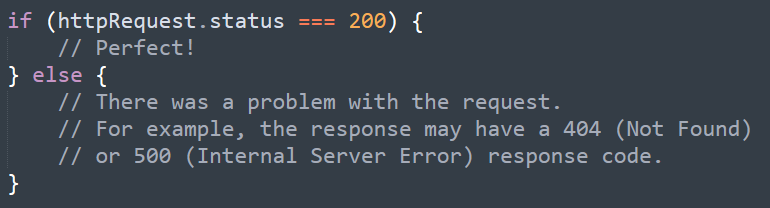 if (httpRequest.status === 200) {
    // Perfect!
} else {
    // There was a problem with the request.
    // For example, the response may have a 404 (Not Found)
    // or 500 (Internal Server Error) response code.
}